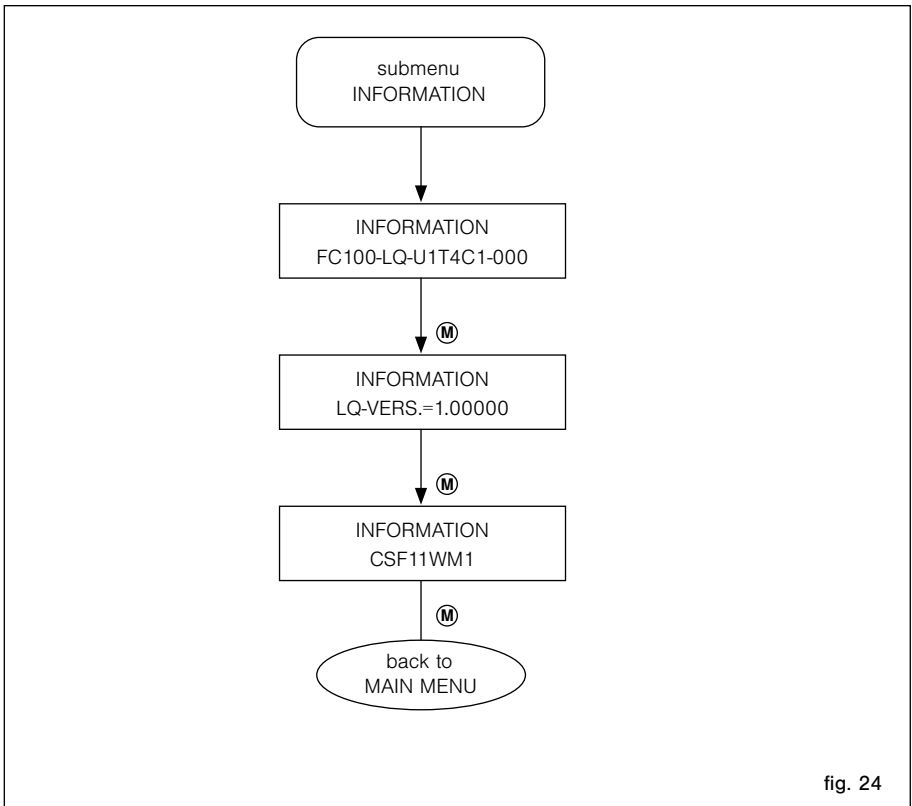 submenu
INFORMATION
INFORMATION
FC100-LQ-U1T4C1-000
M
INFORMATION
LQ-VERS.=1.00000
M
INFORMATION
CSF11WM1
M
back to
MAIN MENU
fig. 24